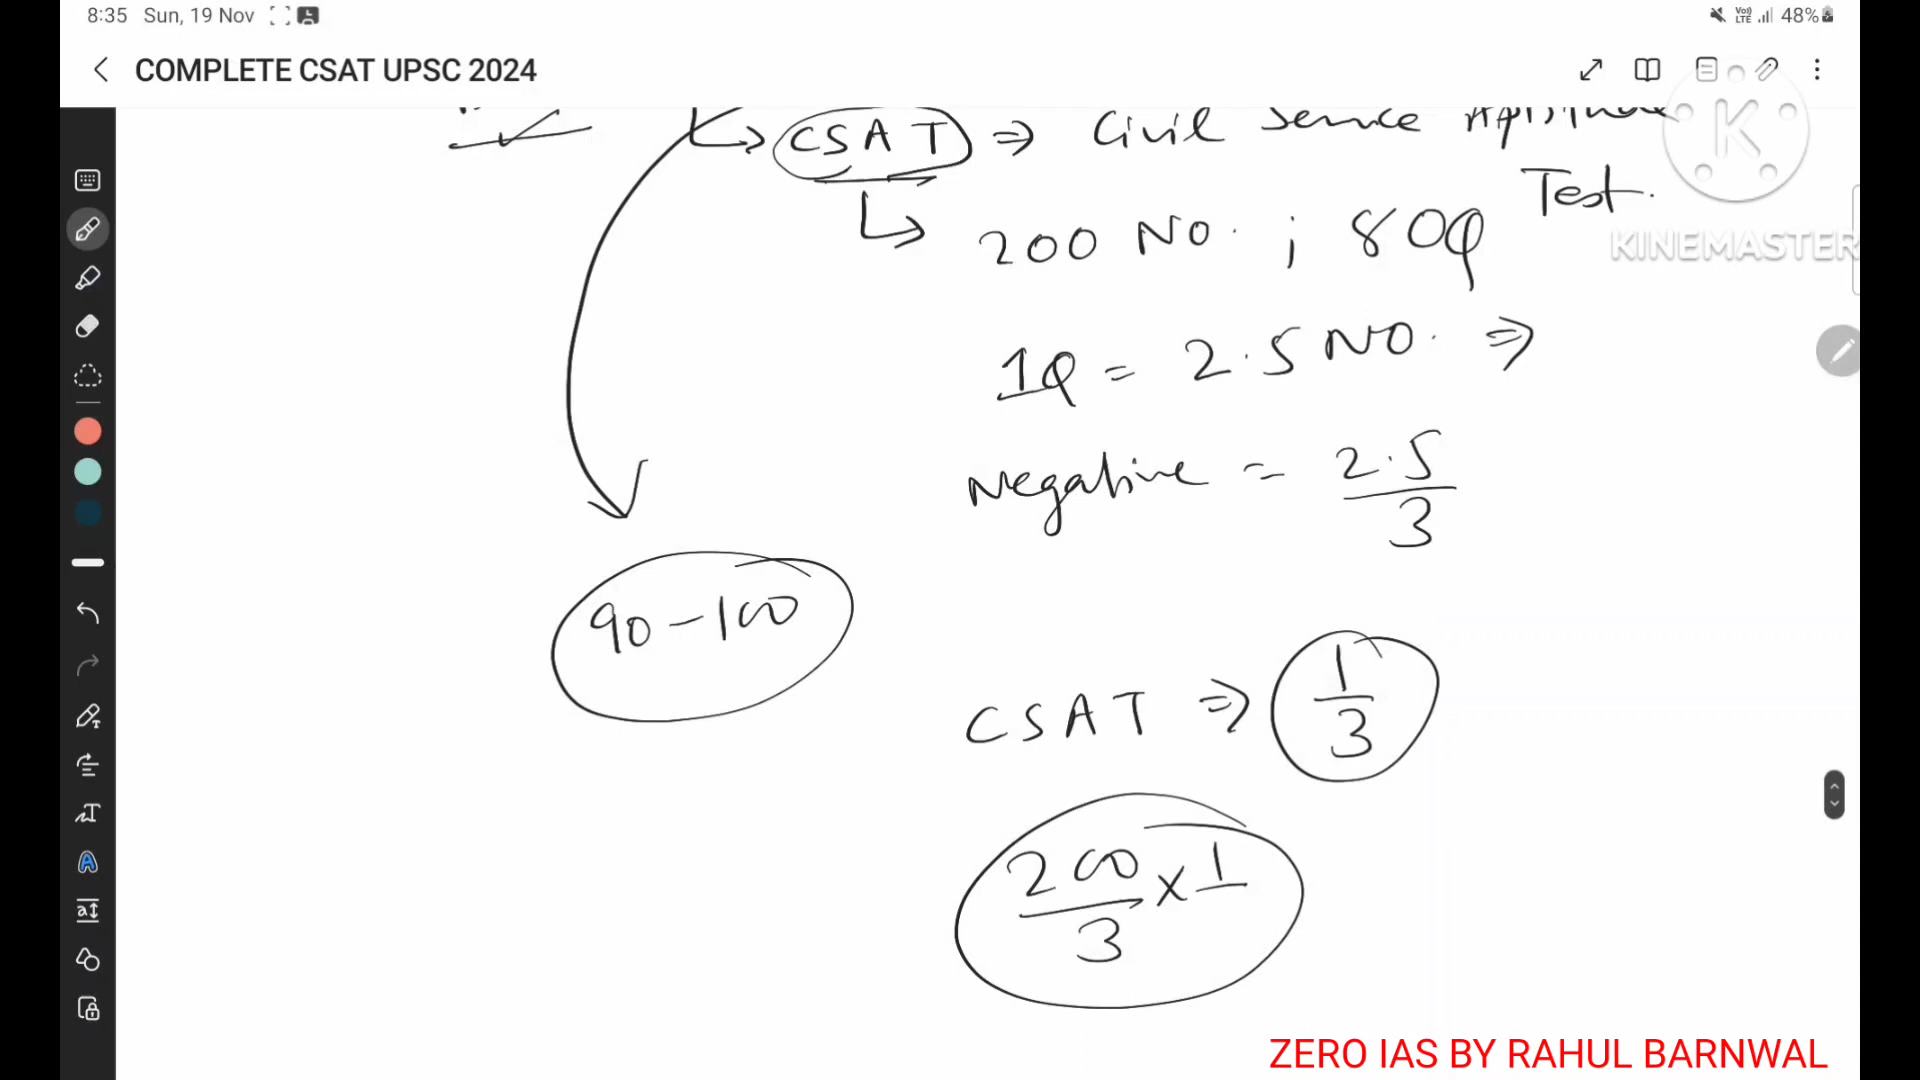 8:35 Sun, 19 Nov
48%
COMPLETE CSAT UPSC 2024
CSAT ⇒ Civil Service Aptitude
Test.
K
KINEMASTER
200 No. ; 80Q
1Q = 2.5 NO. ⇒
Negative = 2.5/3
90-100
CSAT ⇒ 1/3
200/3 × 1
ZERO IAS BY RAHUL BARNWAL